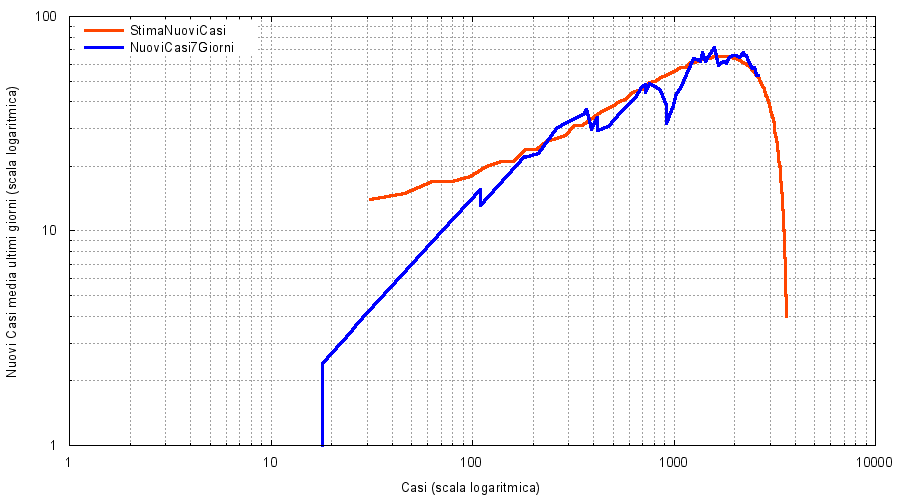 100
StimaNuoviCasi
NuoviCasi7Giorni
Nuovi Casi media ultimi giorni (scala logaritmica)
10
1
1 10 100 1000 10000
Casi (scala logaritmica)